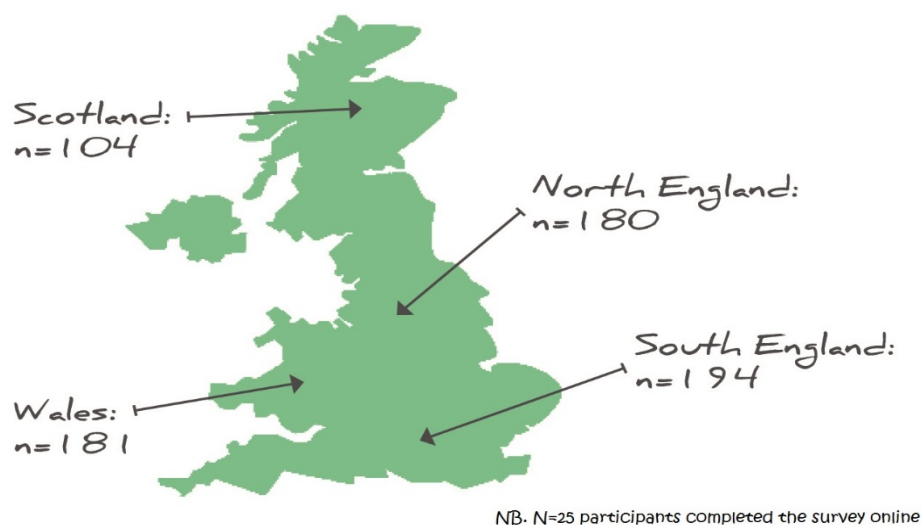 Scotland:
n=104
North England:
n=180
South England:
n=194
Wales:
n=181
NB. N=25 participants completed the survey online